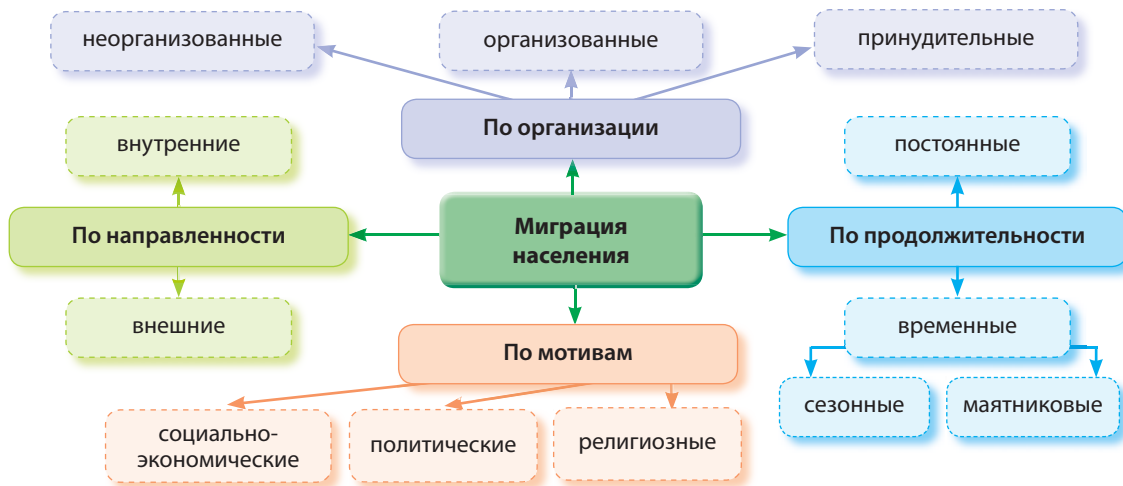 неорганизованные
организованные
принудительные
По организации
внутренние
постоянные
По направленности
Миграция
населения
По продолжительности
внешние
временные
По мотивам
сезонные
маятниковые
социально-
экономические
политические
религиозные